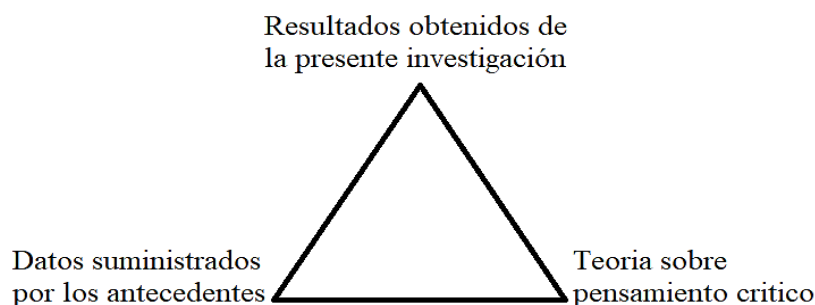 Resultados obtenidos de
la presente investigación
Datos suministrados
por los antecedentes
Teoria sobre
pensamiento critico